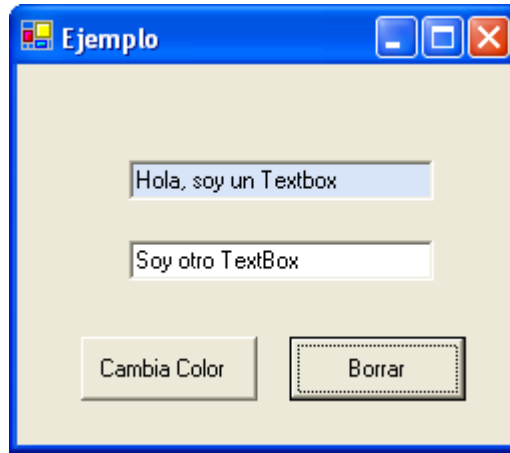 Ejemplo
Hola, soy un Textbox
Soy otro TextBox
Cambia Color
Borrar